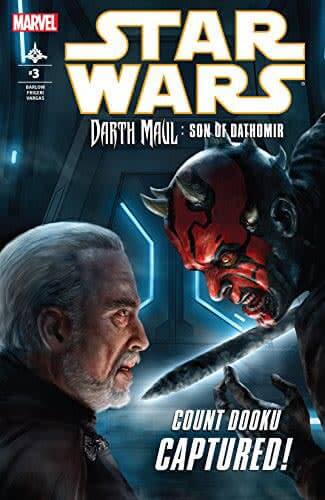 MARVEL
#3
BARLOW
FRIGERI
VARGAS
STAR
WARS
DARTH MAUL: SON OF DATHOMIR
COUNT DOOKU
CAPTURED!